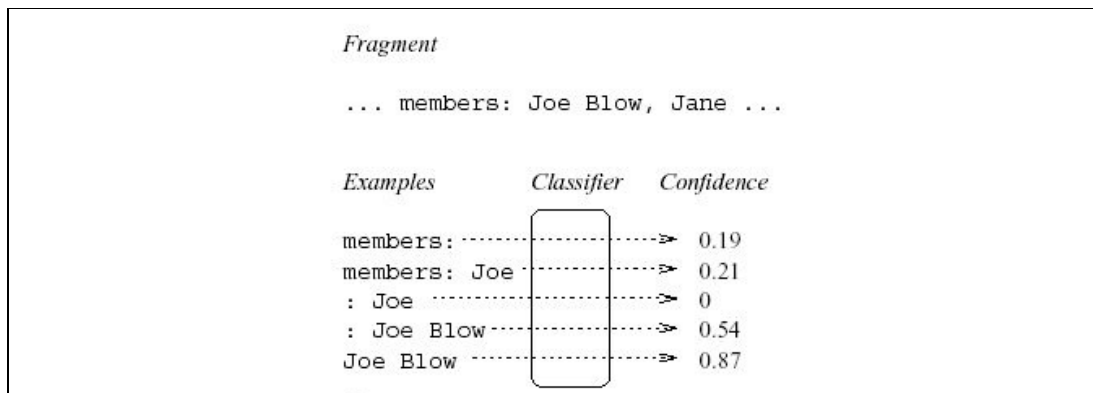 Fragment
... members: Joe Blow, Jane ...
Examples Classifier Confidence
members: 0.19
members: Joe 0.21
: Joe 0
: Joe Blow 0.54
Joe Blow 0.87